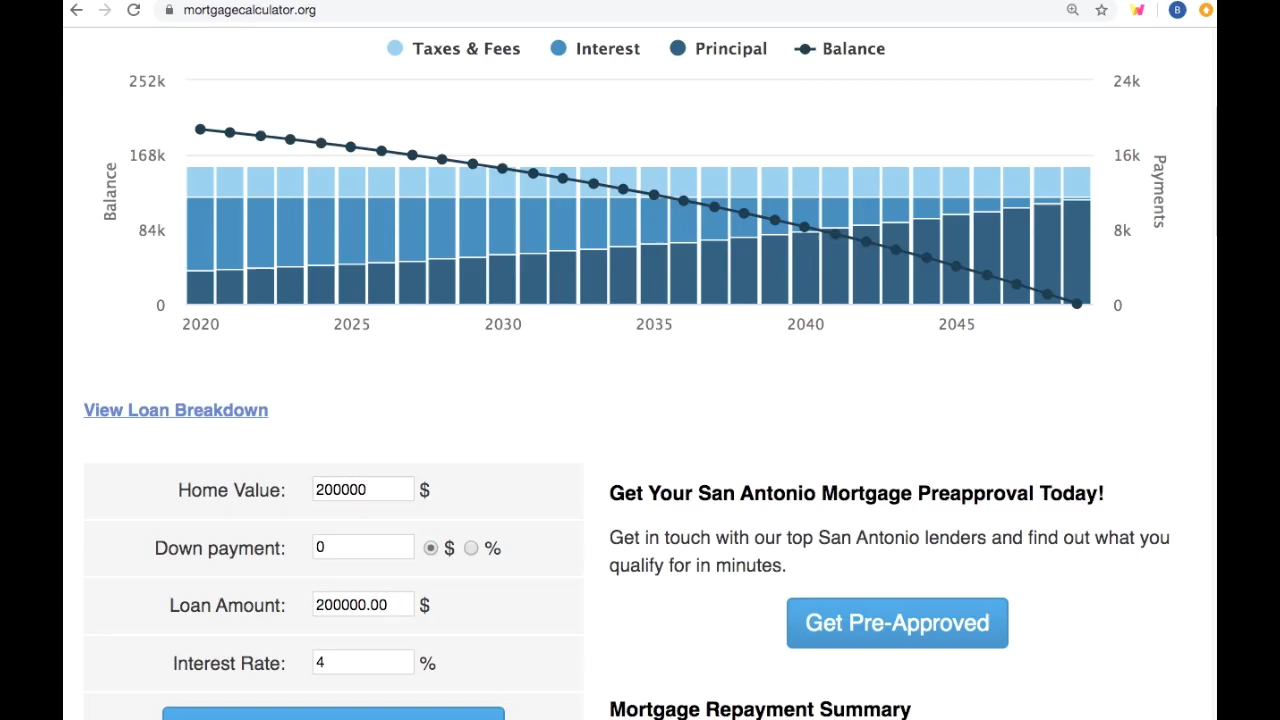 mortgagecalculator.org
B
Taxes & Fees Interest Principal Balance
252k 24k
168k 16k
Balance Payments
84k 8k
0 0
2020 2025 2030 2035 2040 2045
View Loan Breakdown
Home Value: 200000 $
Get Your San Antonio Mortgage Preapproval Today!
Down payment: 0 $ %
Get in touch with our top San Antonio lenders and find out what you
qualify for in minutes.
Loan Amount: 200000.00 $
Get Pre-Approved
Interest Rate: 4 %
Mortgage Repayment Summary